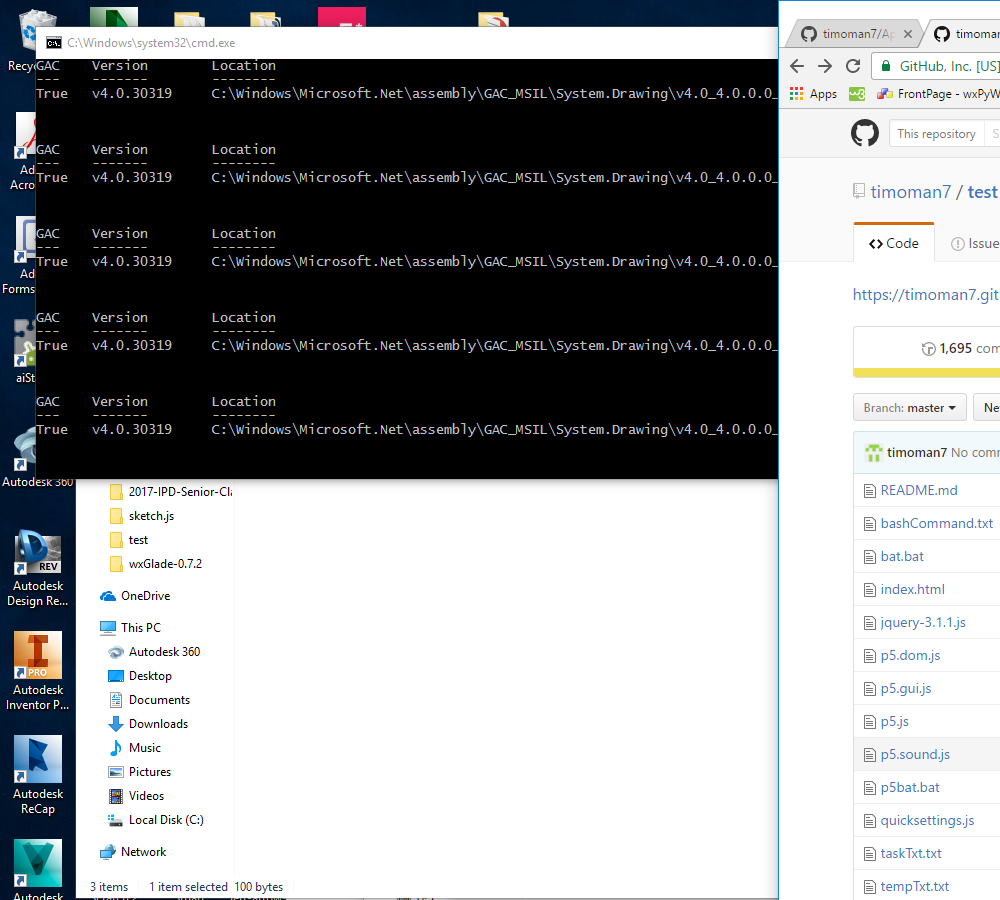 Recy
Ad
Acro
Ad
Forms
aiSt
Autodesk 360
Autodesk
Design Re...
REV
Autodesk
Inventor P...
PRO
Autodesk
ReCap
Autodesk
C:\Windows\system32\cmd.exe
GAC Version Location
--- ------- --------
True v4.0.30319 C:\Windows\Microsoft.Net\assembly\GAC_MSIL\System.Drawing\v4.0_4.0.0.0_
GAC Version Location
--- ------- --------
True v4.0.30319 C:\Windows\Microsoft.Net\assembly\GAC_MSIL\System.Drawing\v4.0_4.0.0.0_
GAC Version Location
--- ------- --------
True v4.0.30319 C:\Windows\Microsoft.Net\assembly\GAC_MSIL\System.Drawing\v4.0_4.0.0.0_
GAC Version Location
--- ------- --------
True v4.0.30319 C:\Windows\Microsoft.Net\assembly\GAC_MSIL\System.Drawing\v4.0_4.0.0.0_
GAC Version Location
--- ------- --------
True v4.0.30319 C:\Windows\Microsoft.Net\assembly\GAC_MSIL\System.Drawing\v4.0_4.0.0.0_
2017-IPD-Senior-Cla
sketch.js
test
wxGlade-0.7.2
OneDrive
This PC
Autodesk 360
Desktop
Documents
Downloads
Music
Pictures
Videos
Local Disk (C:)
Network
3 items 1 item selected 100 bytes
timoman7/Ap
timoman
GitHub, Inc. [US]
Apps
w3
FrontPage - wxPyW
This repository
S
timoman7 / test
Code
Issue
https://timoman7.git
1,695 com
Branch: master
Ne
timoman7 No comm
README.md
bashCommand.txt
bat.bat
index.html
jquery-3.1.1.js
p5.dom.js
p5.gui.js
p5.js
p5.sound.js
p5bat.bat
quicksettings.js
taskTxt.txt
tempTxt.txt